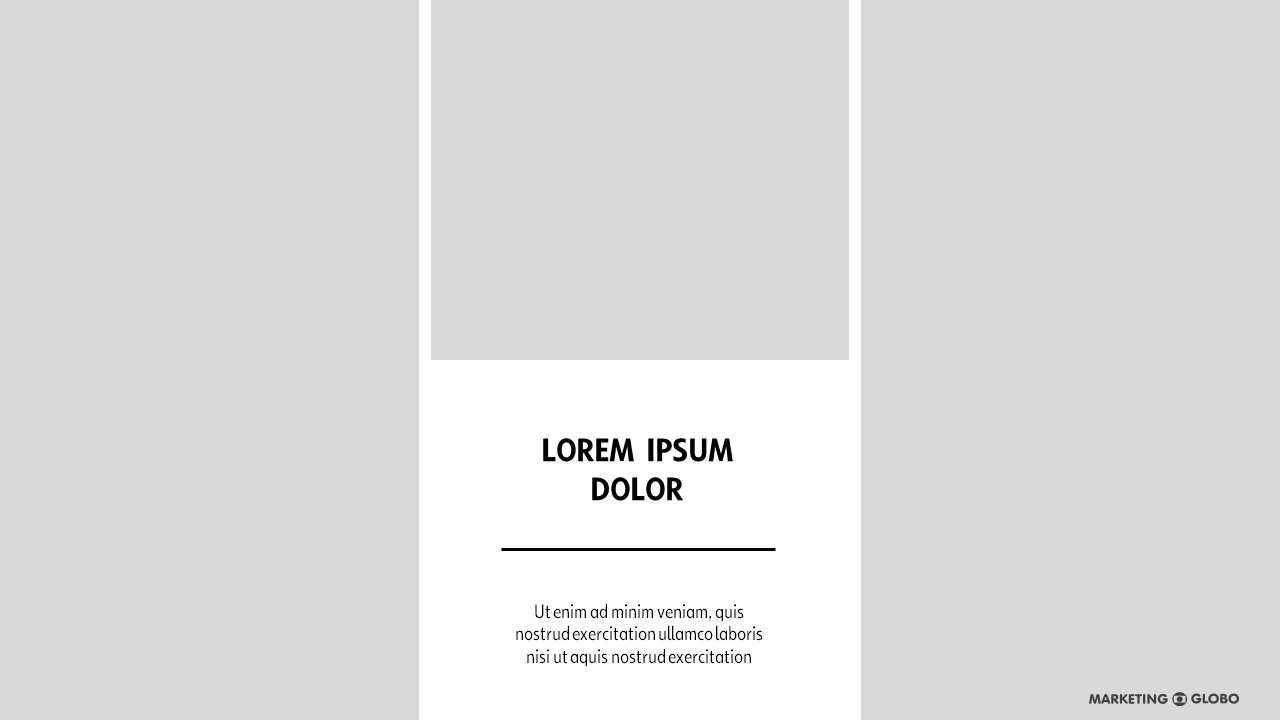 LOREM IPSUM
DOLOR
Ut enim ad minim veniam, quis
nostrud exercitation ullamco laboris
nisi ut aquis nostrud exercitation
MARKETING GLOBO